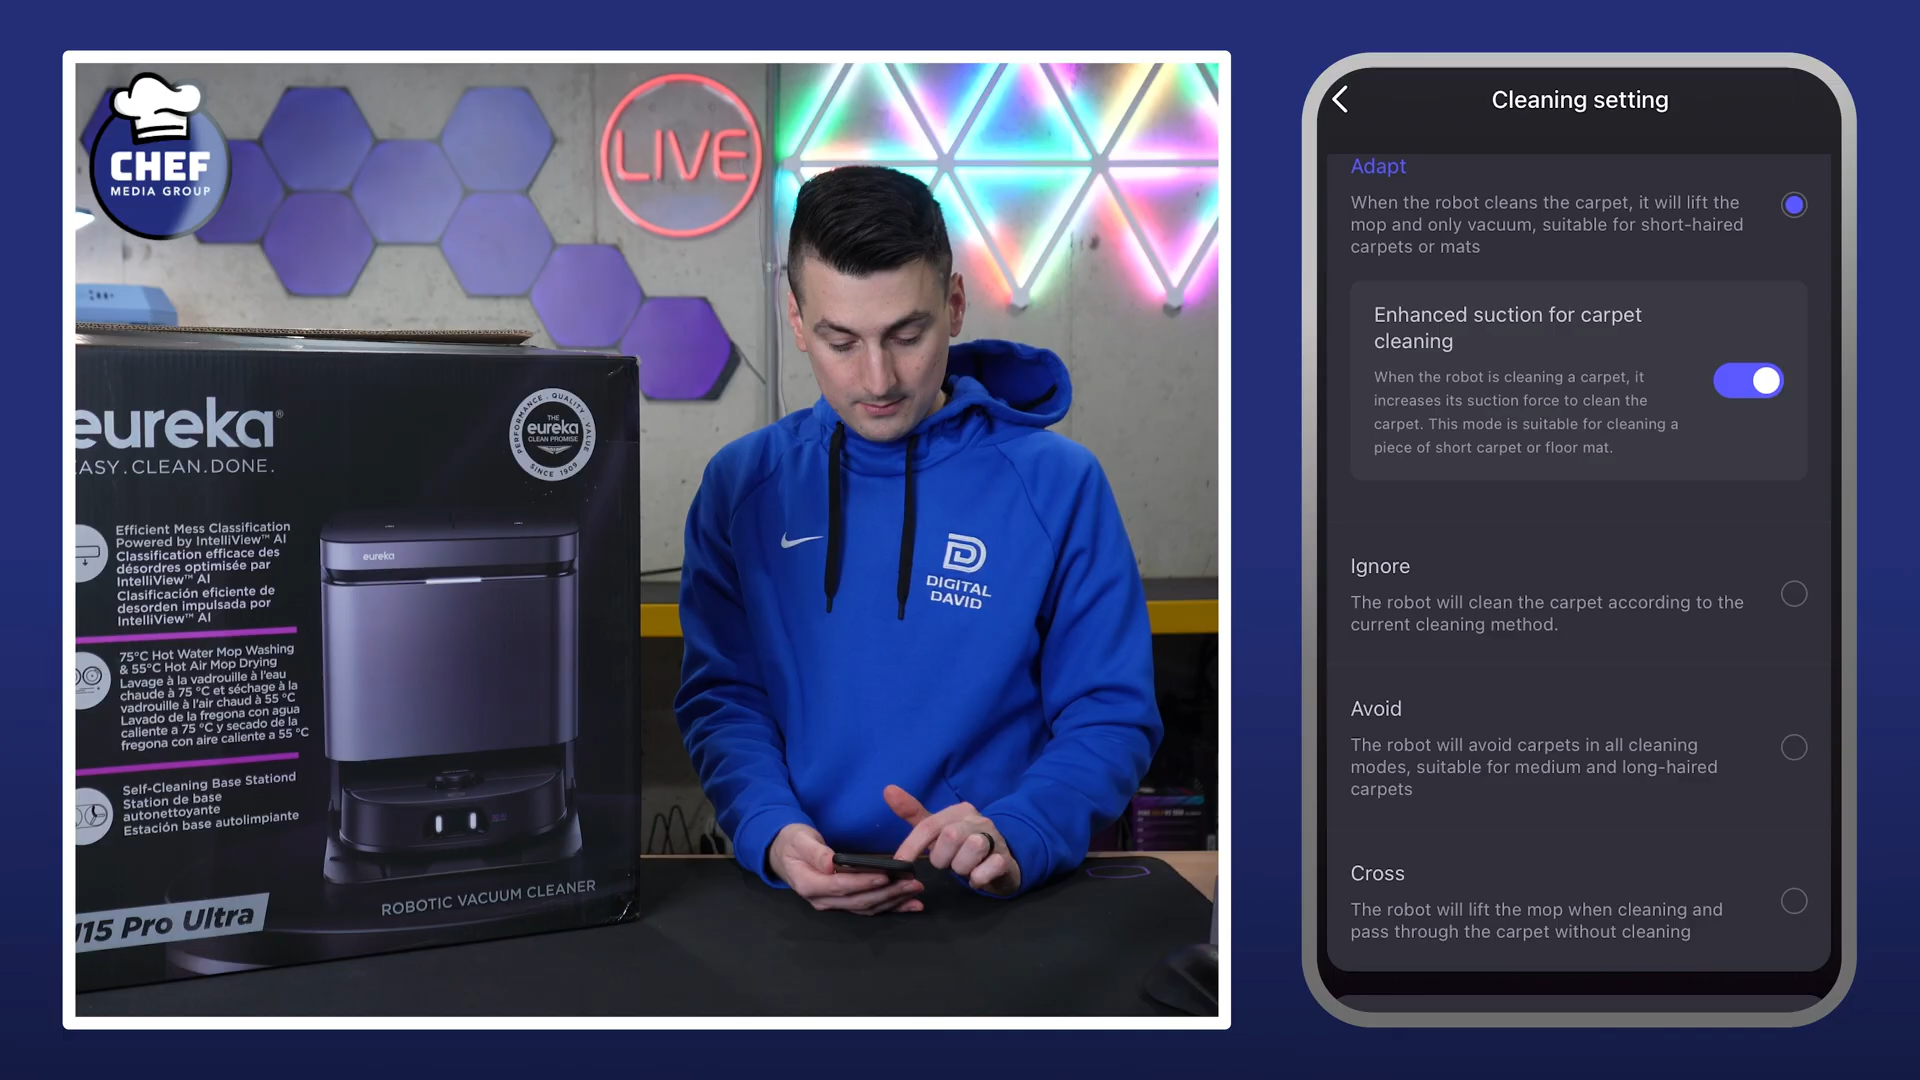 CHEF
MEDIA GROUP
LIVE
eureka®
EASY.CLEAN.DONE.
PERFORMANCE · QUALITY · VALUE
THE
eureka
CLEAN PROMISE
SINCE 1909
Efficient Mess Classification
Powered by IntelliView™ AI
Classification efficace des
désordres optimisée par
IntelliView™ AI
Clasificación eficiente de
desorden impulsada por
IntelliView™ AI
75°C Hot Water Mop Washing
& 55°C Hot Air Mop Drying
Lavage à la vadrouille à l'eau
chaude à 75 °C et séchage à la
vadrouille à l'air chaud à 55 °C
Lavado de la fregona con agua
caliente a 75 °C y secado de la
fregona con aire caliente a 55 °C
Self-Cleaning Base Stationd
Station de base
autonettoyante
Estación base autolimpiante
eureka
J15 Pro Ultra
ROBOTIC VACUUM CLEANER
DIGITAL
DAVID
Cleaning setting
Adapt
When the robot cleans the carpet, it will lift the
mop and only vacuum, suitable for short-haired
carpets or mats
Enhanced suction for carpet
cleaning
When the robot is cleaning a carpet, it
increases its suction force to clean the
carpet. This mode is suitable for cleaning a
piece of short carpet or floor mat.
Ignore
The robot will clean the carpet according to the
current cleaning method.
Avoid
The robot will avoid carpets in all cleaning
modes, suitable for medium and long-haired
carpets
Cross
The robot will lift the mop when cleaning and
pass through the carpet without cleaning